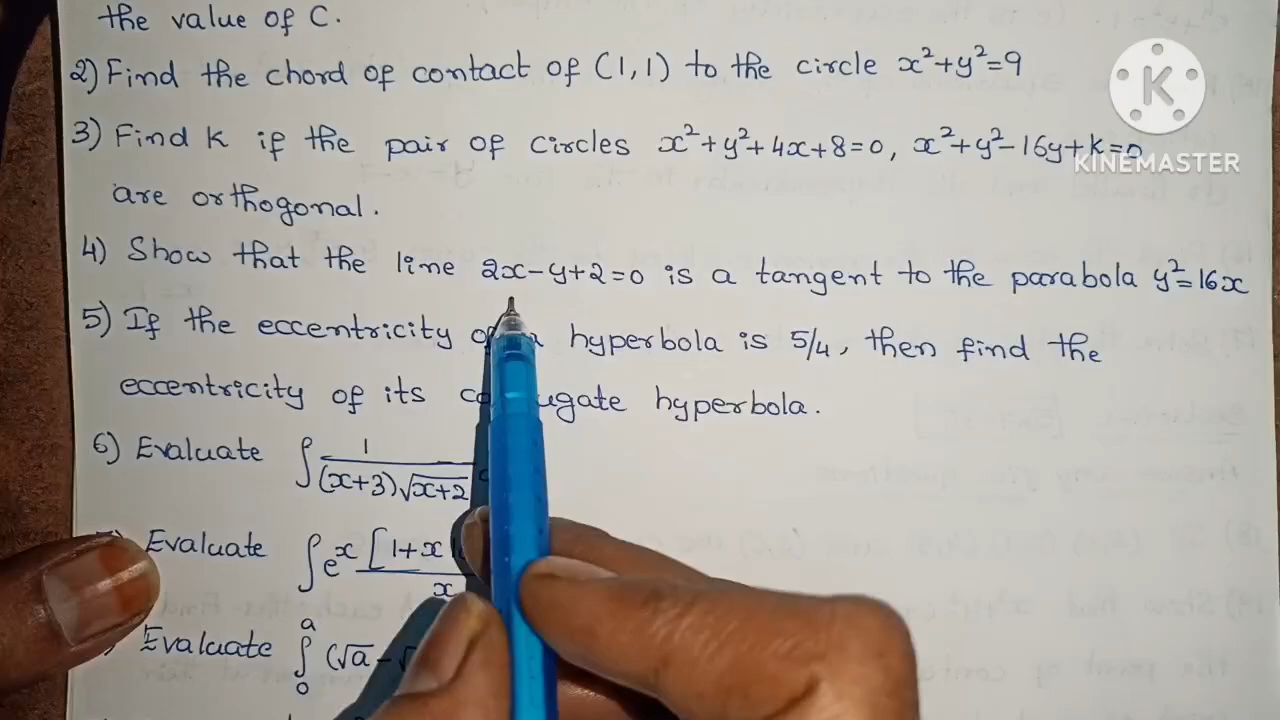 the value of C.
2) Find the chord of contact of (1,1) to the circle x²+y²=9
3) Find K if the pair of circles x²+y²+4x+8=0, x²+y²-16y+k=0
are orthogonal.
4) Show that the line 2x-y+2=0 is a tangent to the parabola y²=16x
5) If the eccentricity of hyperbola is 5/4, then find the
eccentricity of its conjugate hyperbola.
6) Evaluate ∫ 1/((x+3)√(x+2))
Evaluate ∫ eˣ [1+x
x
Evaluate ∫₀ᵃ (√a-√
K
KINEMASTER